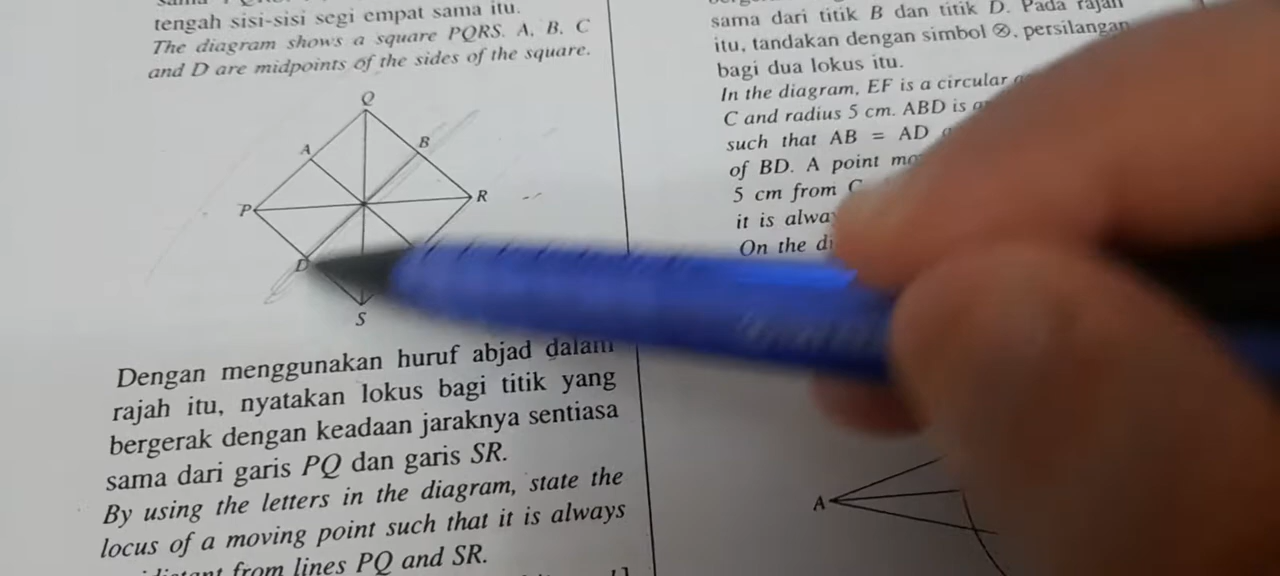 tengah sisi-sisi segi empat sama itu.
The diagram shows a square PQRS. A, B, C
and D are midpoints of the sides of the square.
Q
A
B
P
R
D
S
Dengan menggunakan huruf abjad dalam
rajah itu, nyatakan lokus bagi titik yang
bergerak dengan keadaan jaraknya sentiasa
sama dari garis PQ dan garis SR.
By using the letters in the diagram, state the
locus of a moving point such that it is always
from lines PQ and SR.
sama dari titik B dan titik D. Pada rajah
itu, tandakan dengan simbol ⊗, persilangan
bagi dua lokus itu.
In the diagram, EF is a circular
C and radius 5 cm. ABD is
such that AB = AD
of BD. A point
5 cm from C
it is
On the
A